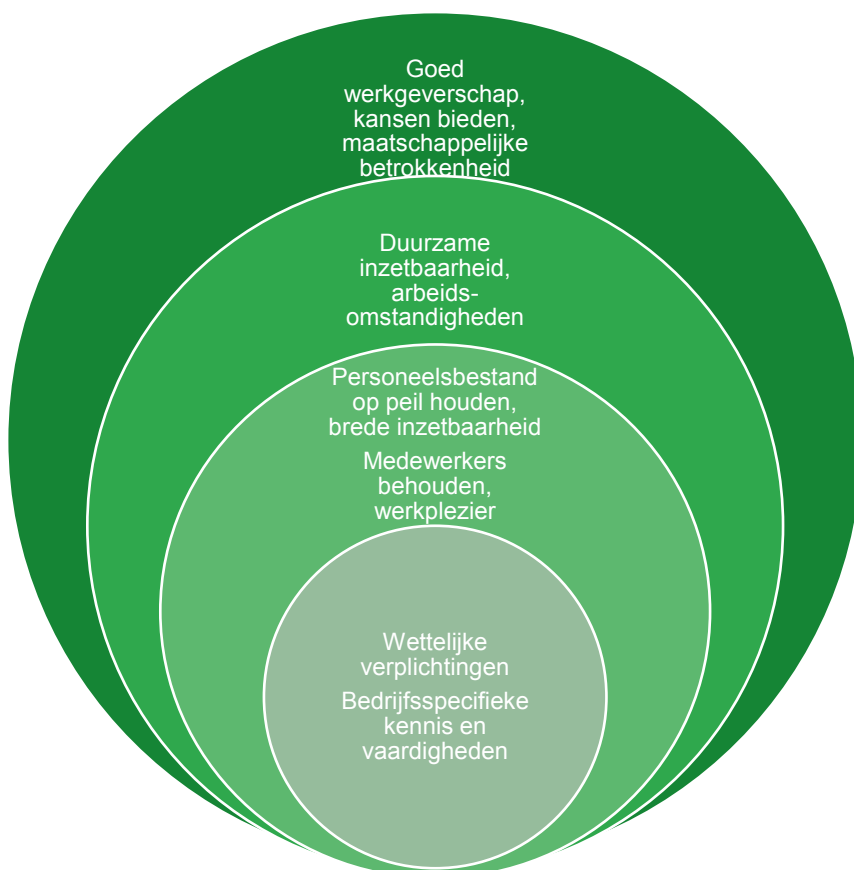 Goed
werkgeverschap,
kansen bieden,
maatschappelijke
betrokkenheid
Duurzame
inzetbaarheid,
arbeids-
omstandigheden
Personeelsbestand
op peil houden,
brede inzetbaarheid
Medewerkers
behouden,
werkplezier
Wettelijke
verplichtingen
Bedrijfsspecifieke
kennis en
vaardigheden